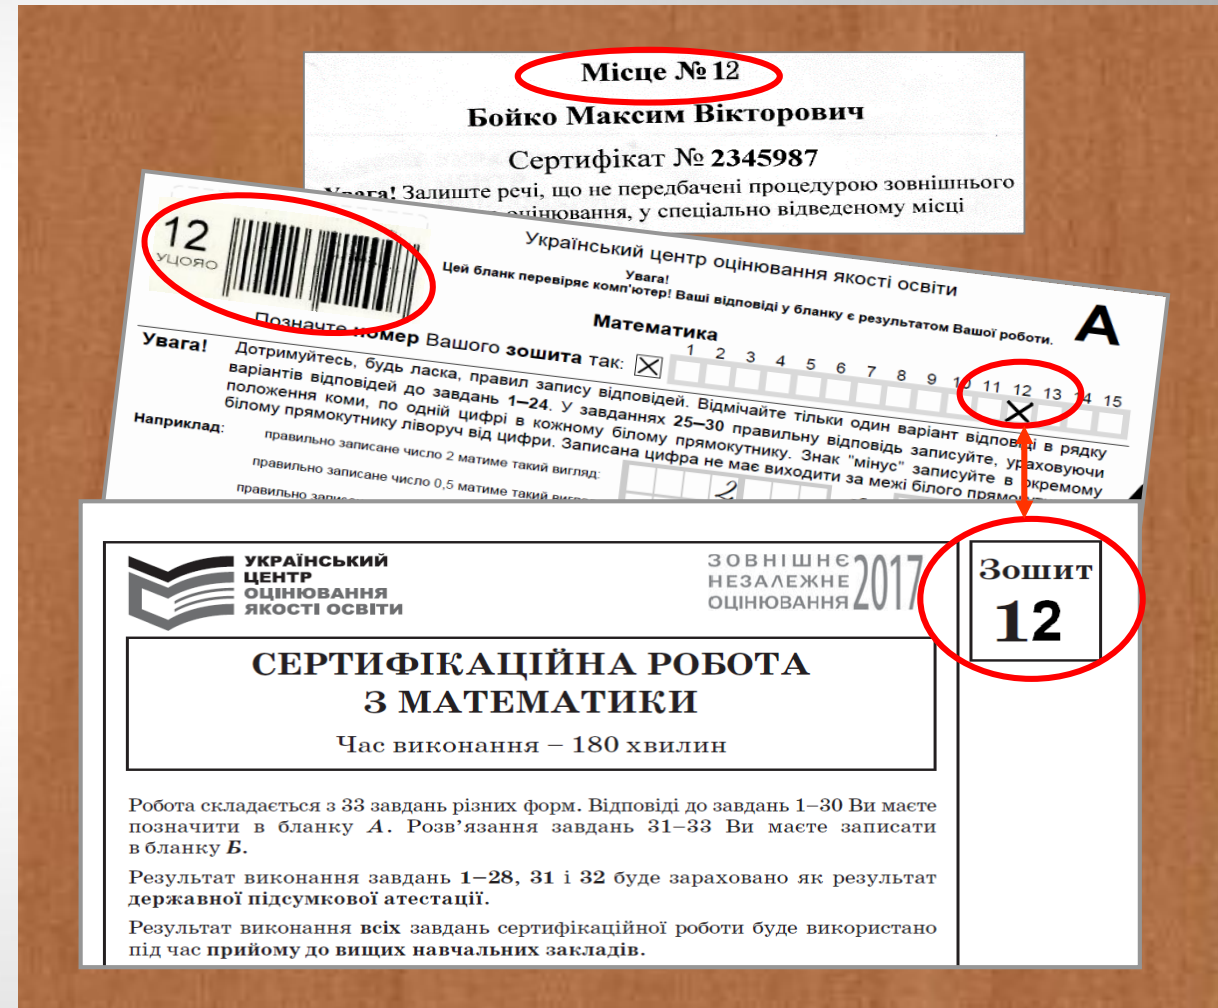 Місце № 12
Бойко Максим Вікторович
Сертифікат № 2345987
Увага! Залиште речі, що не передбачені процедурою зовнішнього
оцінювання, у спеціально відведеному місці
12
УЦОЯО
Український центр оцінювання якості освіти
Увага!
Цей бланк перевіряє комп'ютер! Ваші відповіді у бланку є результатом Вашої роботи.
А
Математика
Позначте номер Вашого зошита так:
1 2 3 4 5 6 7 8 9 10 11 12 13 14 15
Увага! Дотримуйтесь, будь ласка, правил запису відповідей. Відмічайте тільки один варіант відповіді в рядку
варіантів відповідей до завдань 1–24. У завданнях 25–30 правильну відповідь записуйте, ураховуючи
положення коми, по одній цифрі в кожному білому прямокутнику. Знак "мінус" записуйте в окремому
білому прямокутнику ліворуч від цифри. Записана цифра не має виходити за межі білого
Наприклад:
правильно записане число 2 матиме такий вигляд:
2
правильно записане число 0,5 матиме такий
правильно
УКРАЇНСЬКИЙ
ЦЕНТР
ОЦІНЮВАННЯ
ЯКОСТІ ОСВІТИ
ЗОВНІШНЄ
НЕЗАЛЕЖНЕ
ОЦІНЮВАННЯ
2017
Зошит
12
СЕРТИФІКАЦІЙНА РОБОТА
З МАТЕМАТИКИ
Час виконання – 180 хвилин
Робота складається з 33 завдань різних форм. Відповіді до завдань 1–30 Ви маєте
позначити в бланку А. Розв’язання завдань 31–33 Ви маєте записати
в бланку Б.
Результат виконання завдань 1–28, 31 і 32 буде зараховано як результат
державної підсумкової атестації.
Результат виконання всіх завдань сертифікаційної роботи буде використано
під час прийому до вищих навчальних закладів.